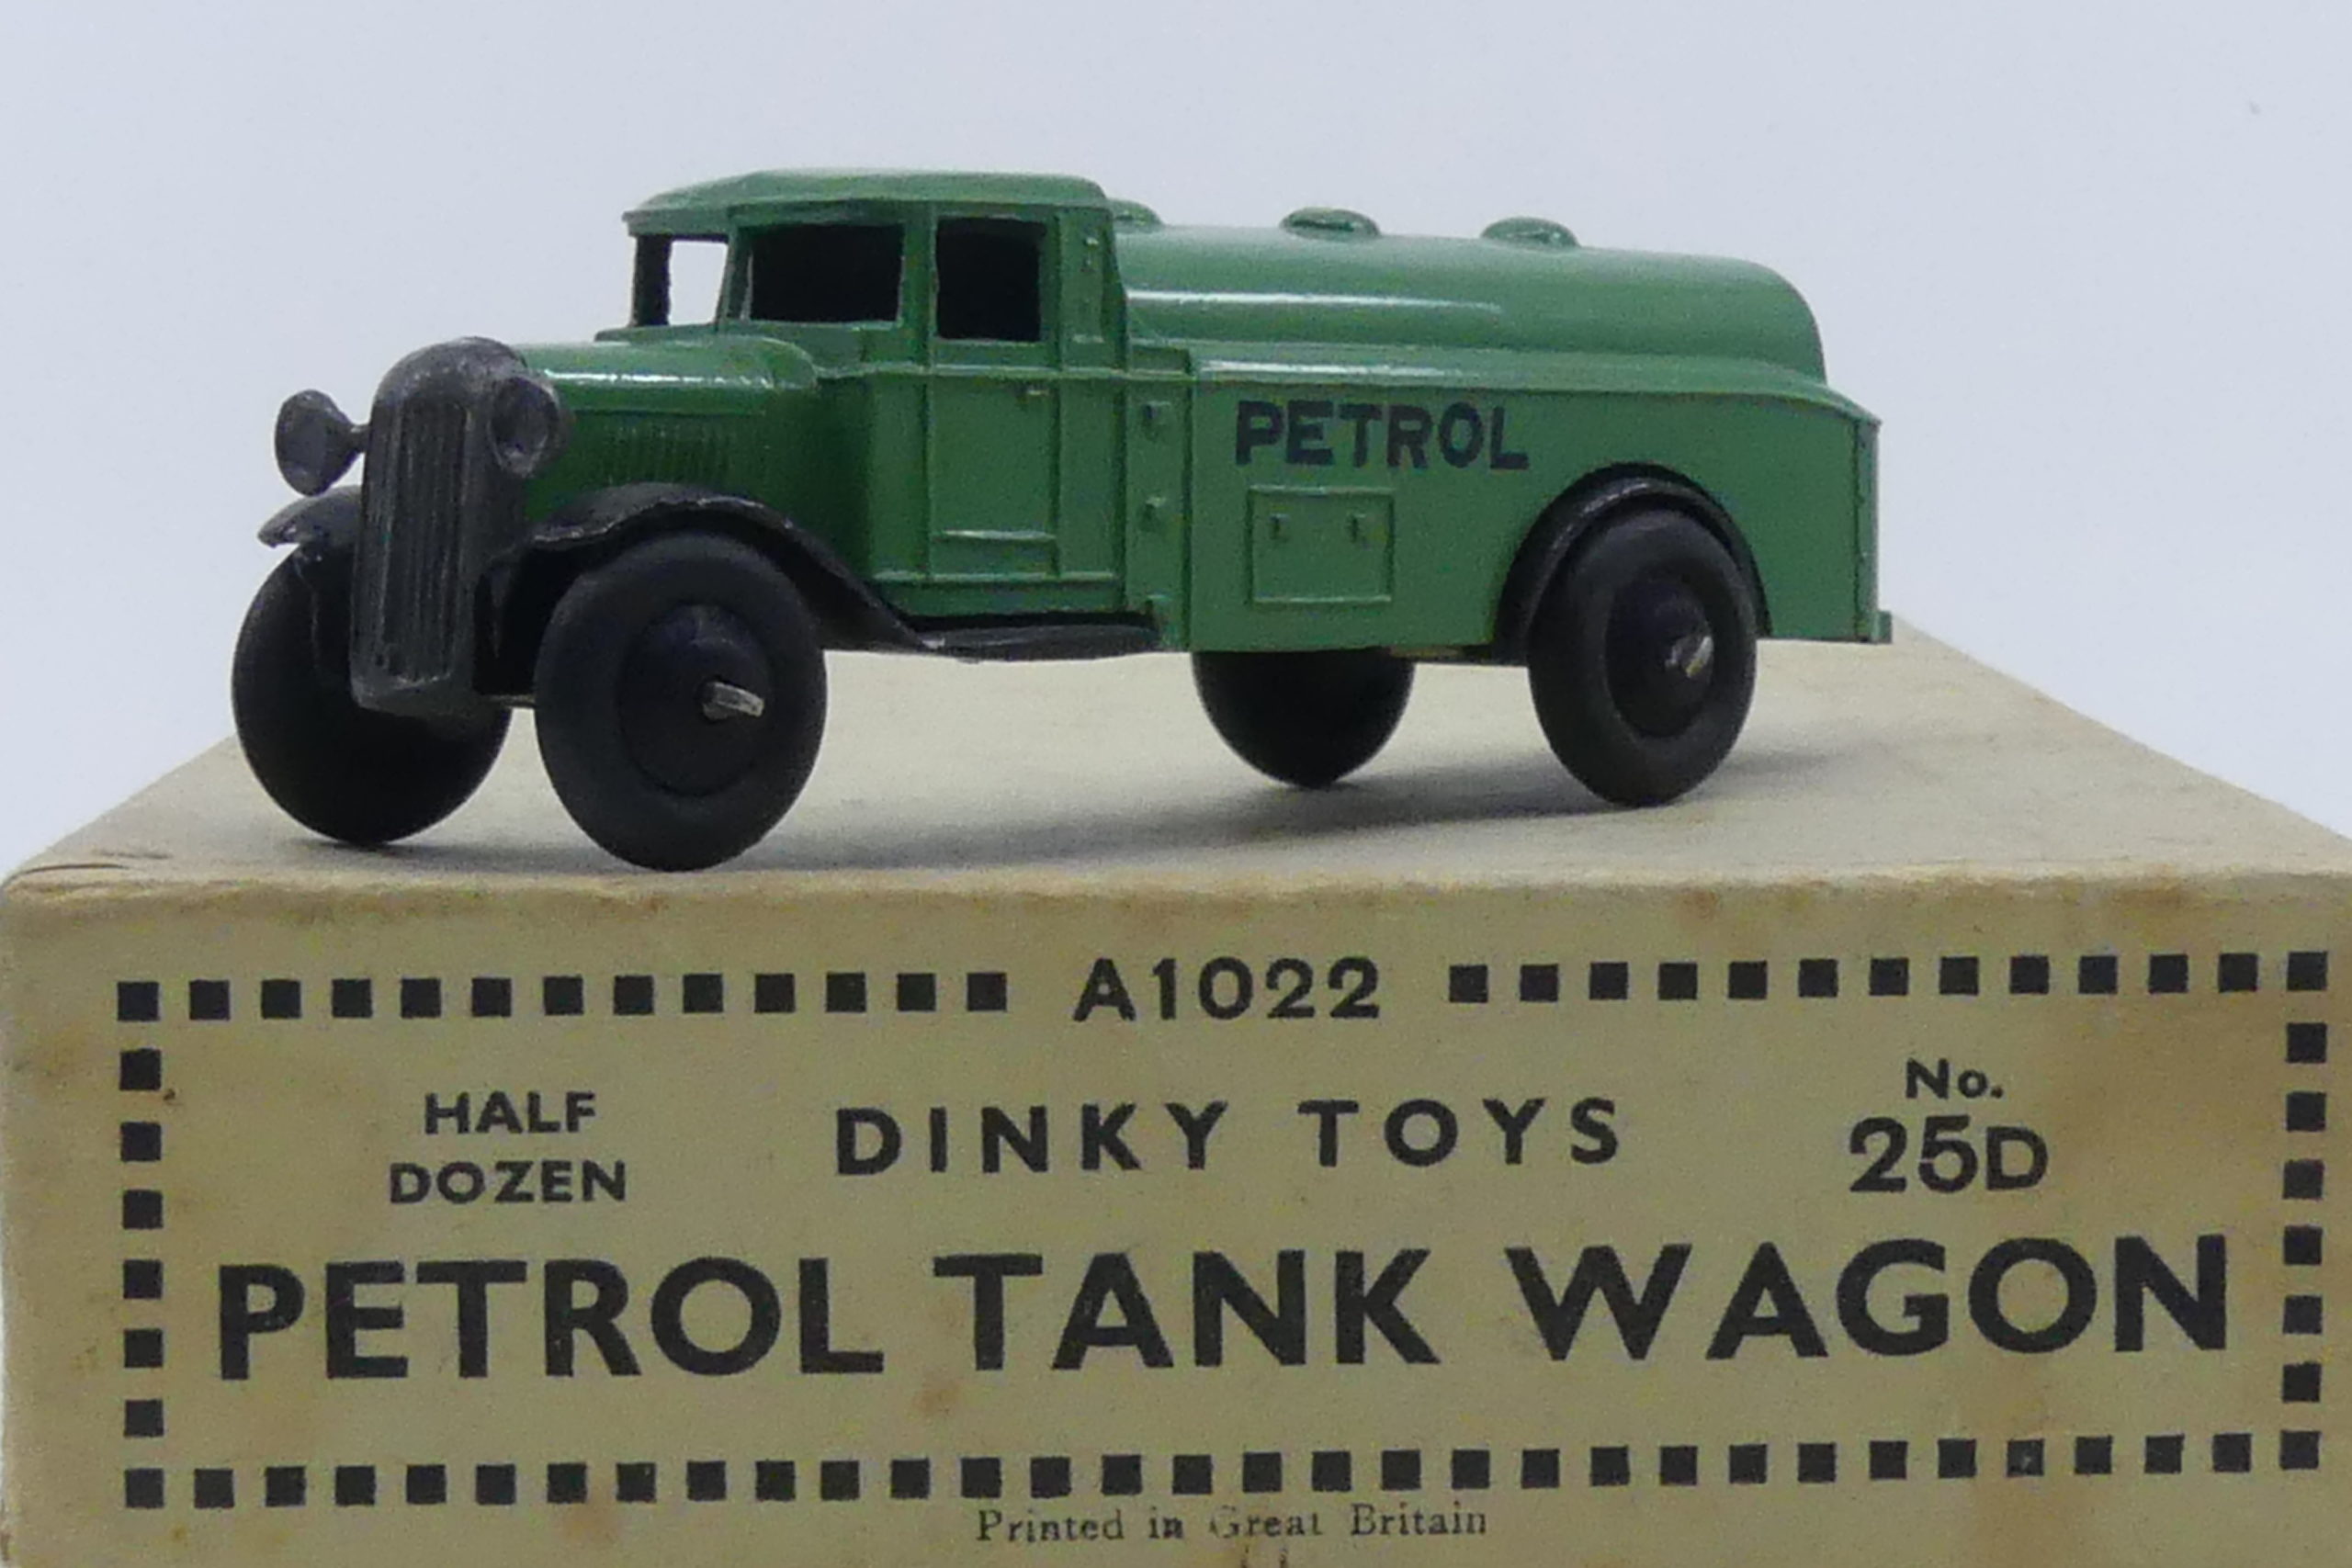 PETROL
A1022
HALF
DOZEN
DINKY TOYS
No.
25D
PETROL TANK WAGON
Printed in Great Britain